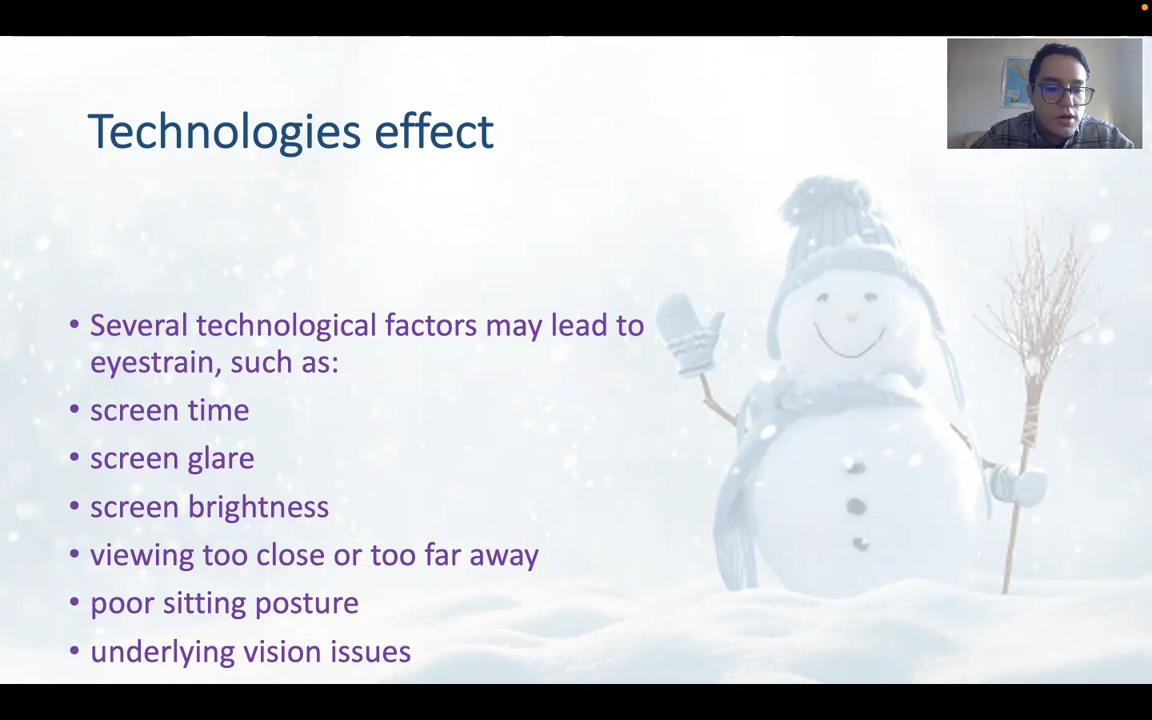 Technologies effect
• Several technological factors may lead to
eyestrain, such as:
• screen time
• screen glare
• screen brightness
• viewing too close or too far away
• poor sitting posture
• underlying vision issues